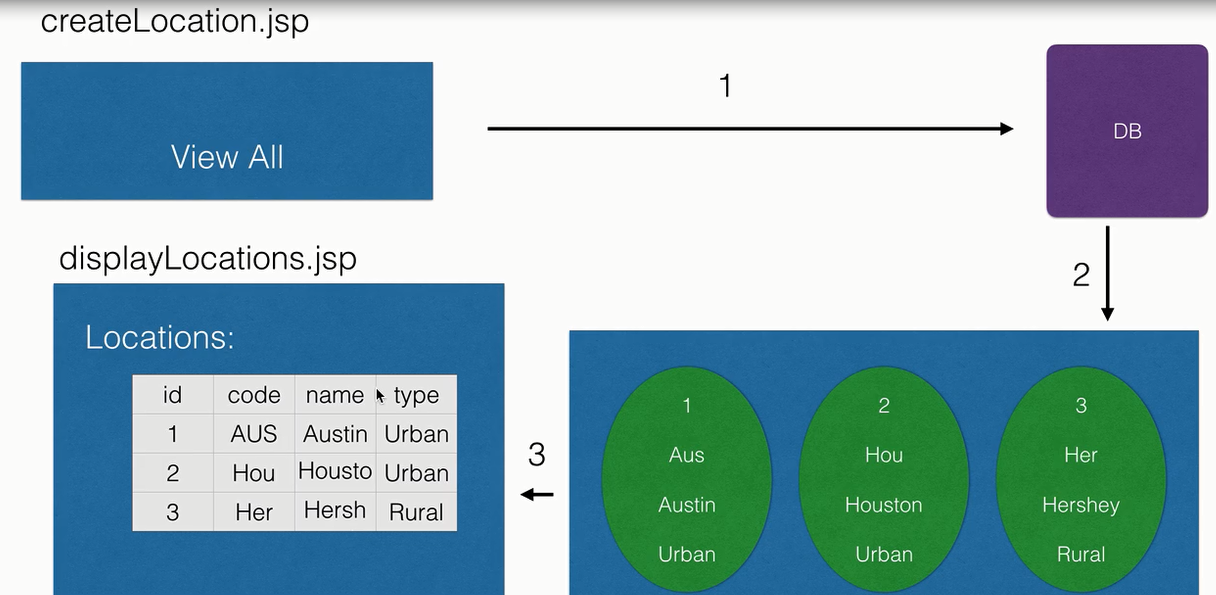 createLocation.jsp
View All
1
DB
2
displayLocations.jsp
Locations:
id code name type
1 AUS Austin Urban
2 Hou Housto Urban
3 Her Hersh Rural
3
1 2 3
Aus Hou Her
Austin Houston Hershey
Urban Urban Rural